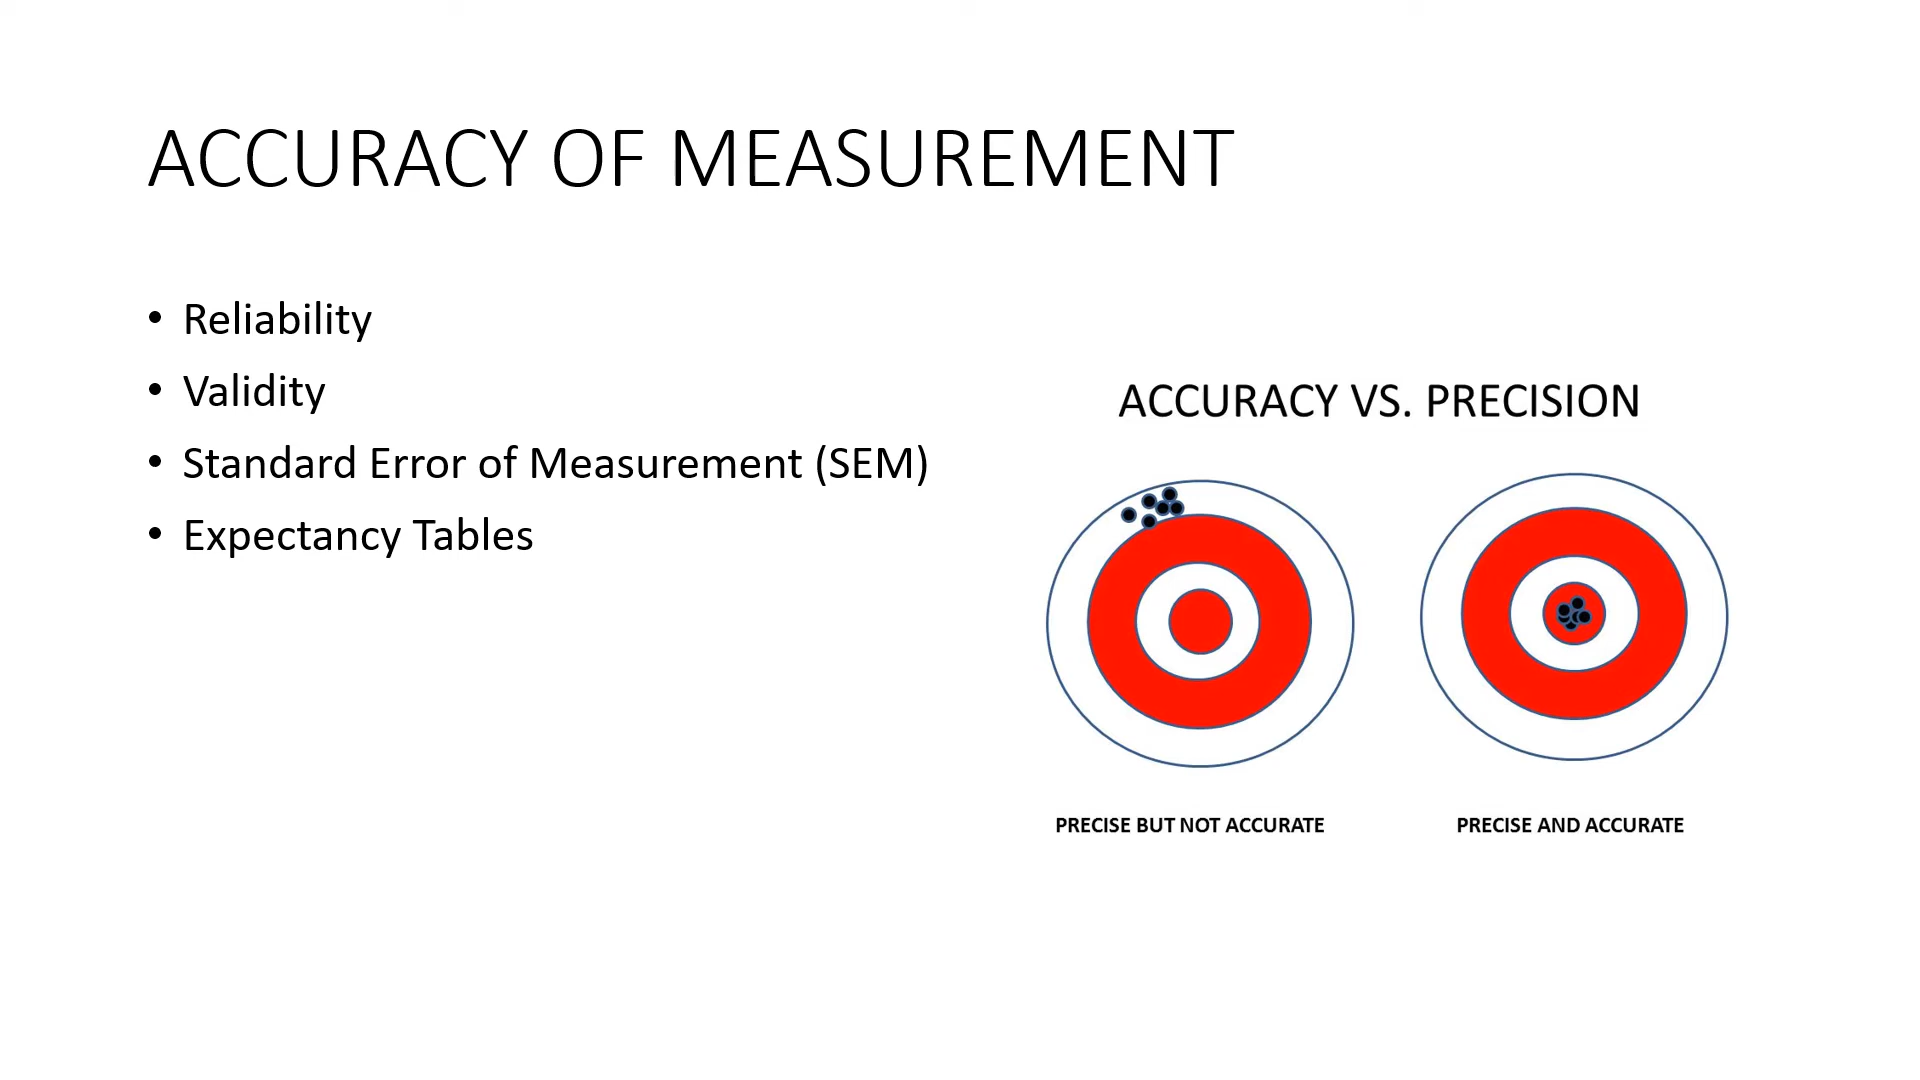 ACCURACY OF MEASUREMENT
• Reliability
• Validity
• Standard Error of Measurement (SEM)
• Expectancy Tables
ACCURACY VS. PRECISION
PRECISE BUT NOT ACCURATE
PRECISE AND ACCURATE